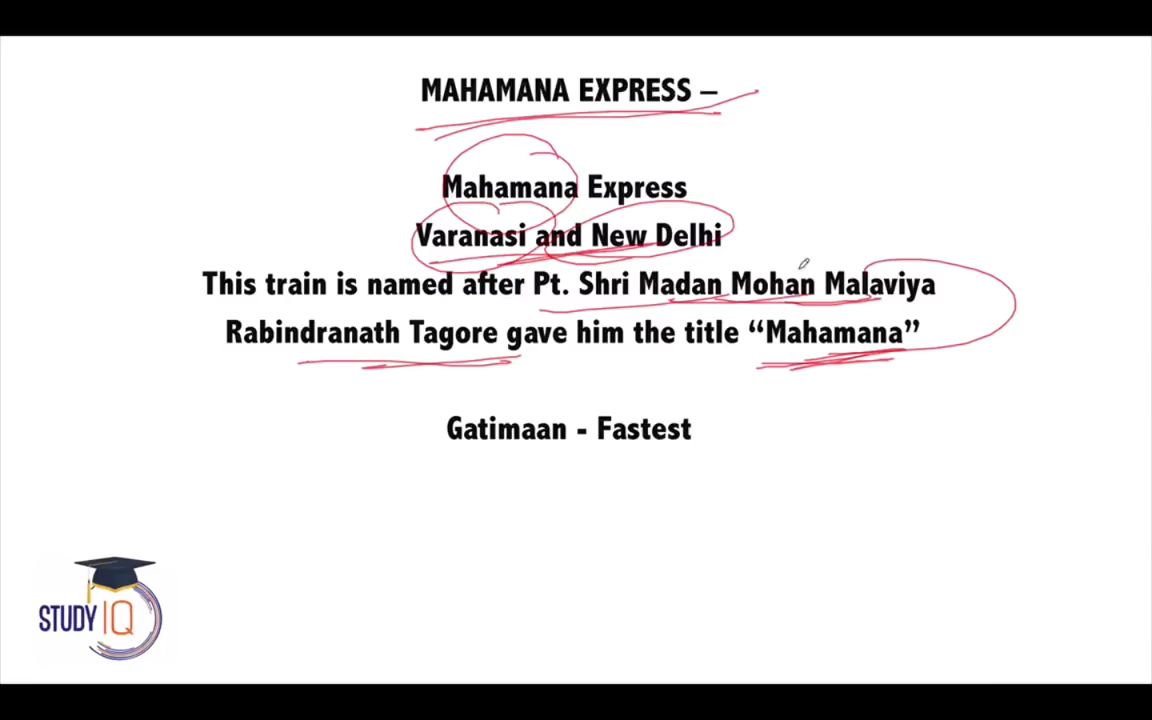 MAHAMANA EXPRESS –
Mahamana Express
Varanasi and New Delhi
This train is named after Pt. Shri Madan Mohan Malaviya
Rabindranath Tagore gave him the title “Mahamana”
Gatimaan - Fastest
STUDY IQ